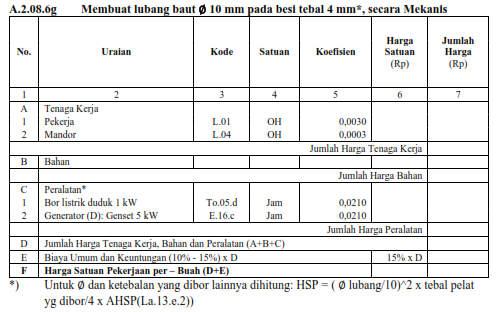 A.2.08.6g Membuat lubang baut Ø 10 mm pada besi tebal 4 mm*, secara Mekanis
No. Uraian Kode Satuan Koefisien Harga Satuan (Rp) Jumlah Harga (Rp)
1 2 3 4 5 6 7
A Tenaga Kerja
1 Pekerja L.01 OH 0,0030
2 Mandor L.04 OH 0,0003
Jumlah Harga Tenaga Kerja
B Bahan
Jumlah Harga Bahan
C Peralatan*
1 Bor listrik duduk 1 kW To.05.d Jam 0,0210
2 Generator (D): Genset 5 kW E.16.c Jam 0,0210
Jumlah Harga Peralatan
D Jumlah Harga Tenaga Kerja, Bahan dan Peralatan (A+B+C)
E Biaya Umum dan Keuntungan (10% - 15%) x D 15% x D
F Harga Satuan Pekerjaan per – Buah (D+E)
*) Untuk Ø dan ketebalan yang dibor lainnya dihitung: HSP = ( Ø lubang/10)^2 x tebal pelat
yg dibor/4 x AHSP(La.13.e.2))